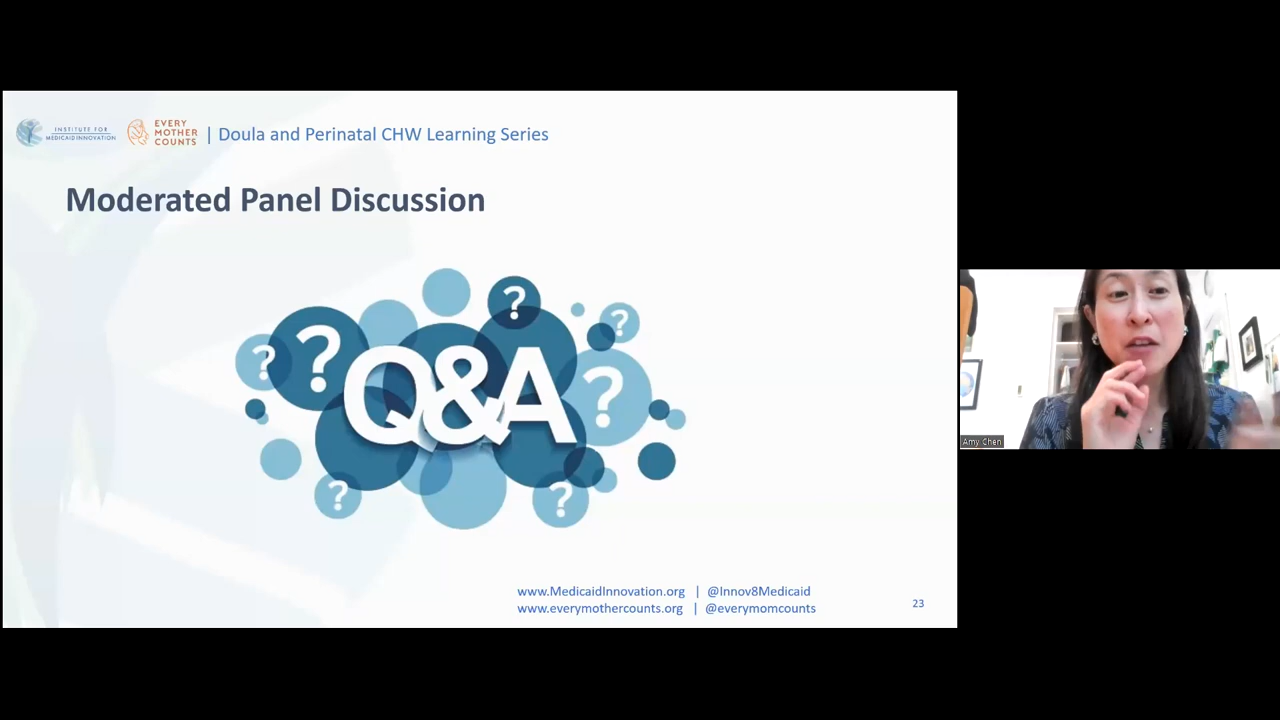 INSTITUTE FOR
MEDICAID INNOVATION
EVERY
MOTHER
COUNTS
| Doula and Perinatal CHW Learning Series
Moderated Panel Discussion
?
?
?
?
Q&A
?
?
?
www.MedicaidInnovation.org | @Innov8Medicaid
www.everymothercounts.org | @everymomcounts
23
Amy Chen